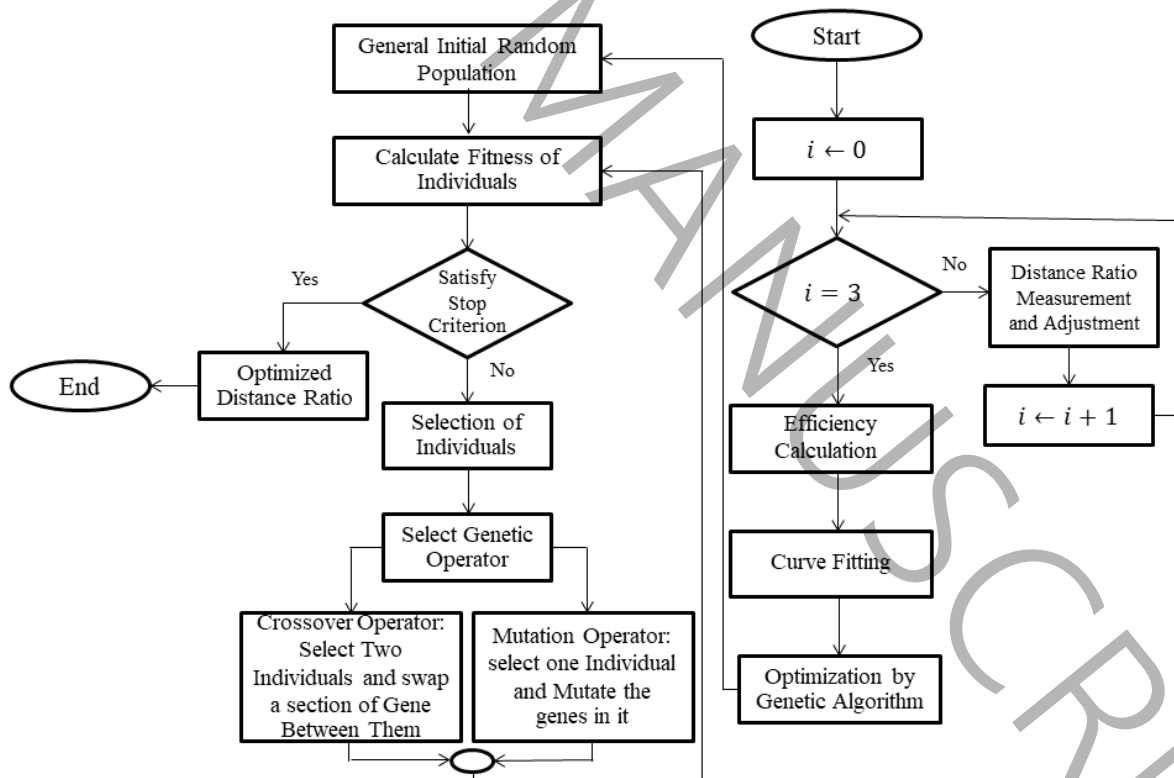 Start
i ← 0
i = 3
No
Distance Ratio
Measurement
and Adjustment
i ← i + 1
Yes
Efficiency
Calculation
Curve Fitting
Optimization by
Genetic Algorithm
General Initial Random
Population
Calculate Fitness of
Individuals
Satisfy
Stop
Criterion
Yes
Optimized
Distance Ratio
End
No
Selection of
Individuals
Select Genetic
Operator
Crossover Operator:
Select Two
Individuals and swap
a section of Gene
Between Them
Mutation Operator:
select one Individual
and Mutate the
genes in it
MANUSCR